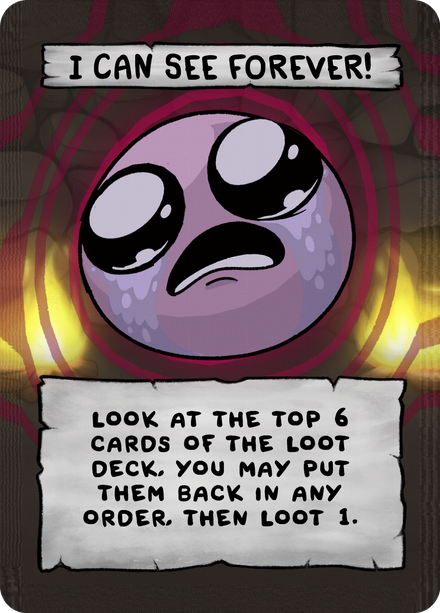 I CAN SEE FOREVER!
LOOK AT THE TOP 6
CARDS OF THE LOOT
DECK. YOU MAY PUT
THEM BACK IN ANY
ORDER. THEN LOOT 1.